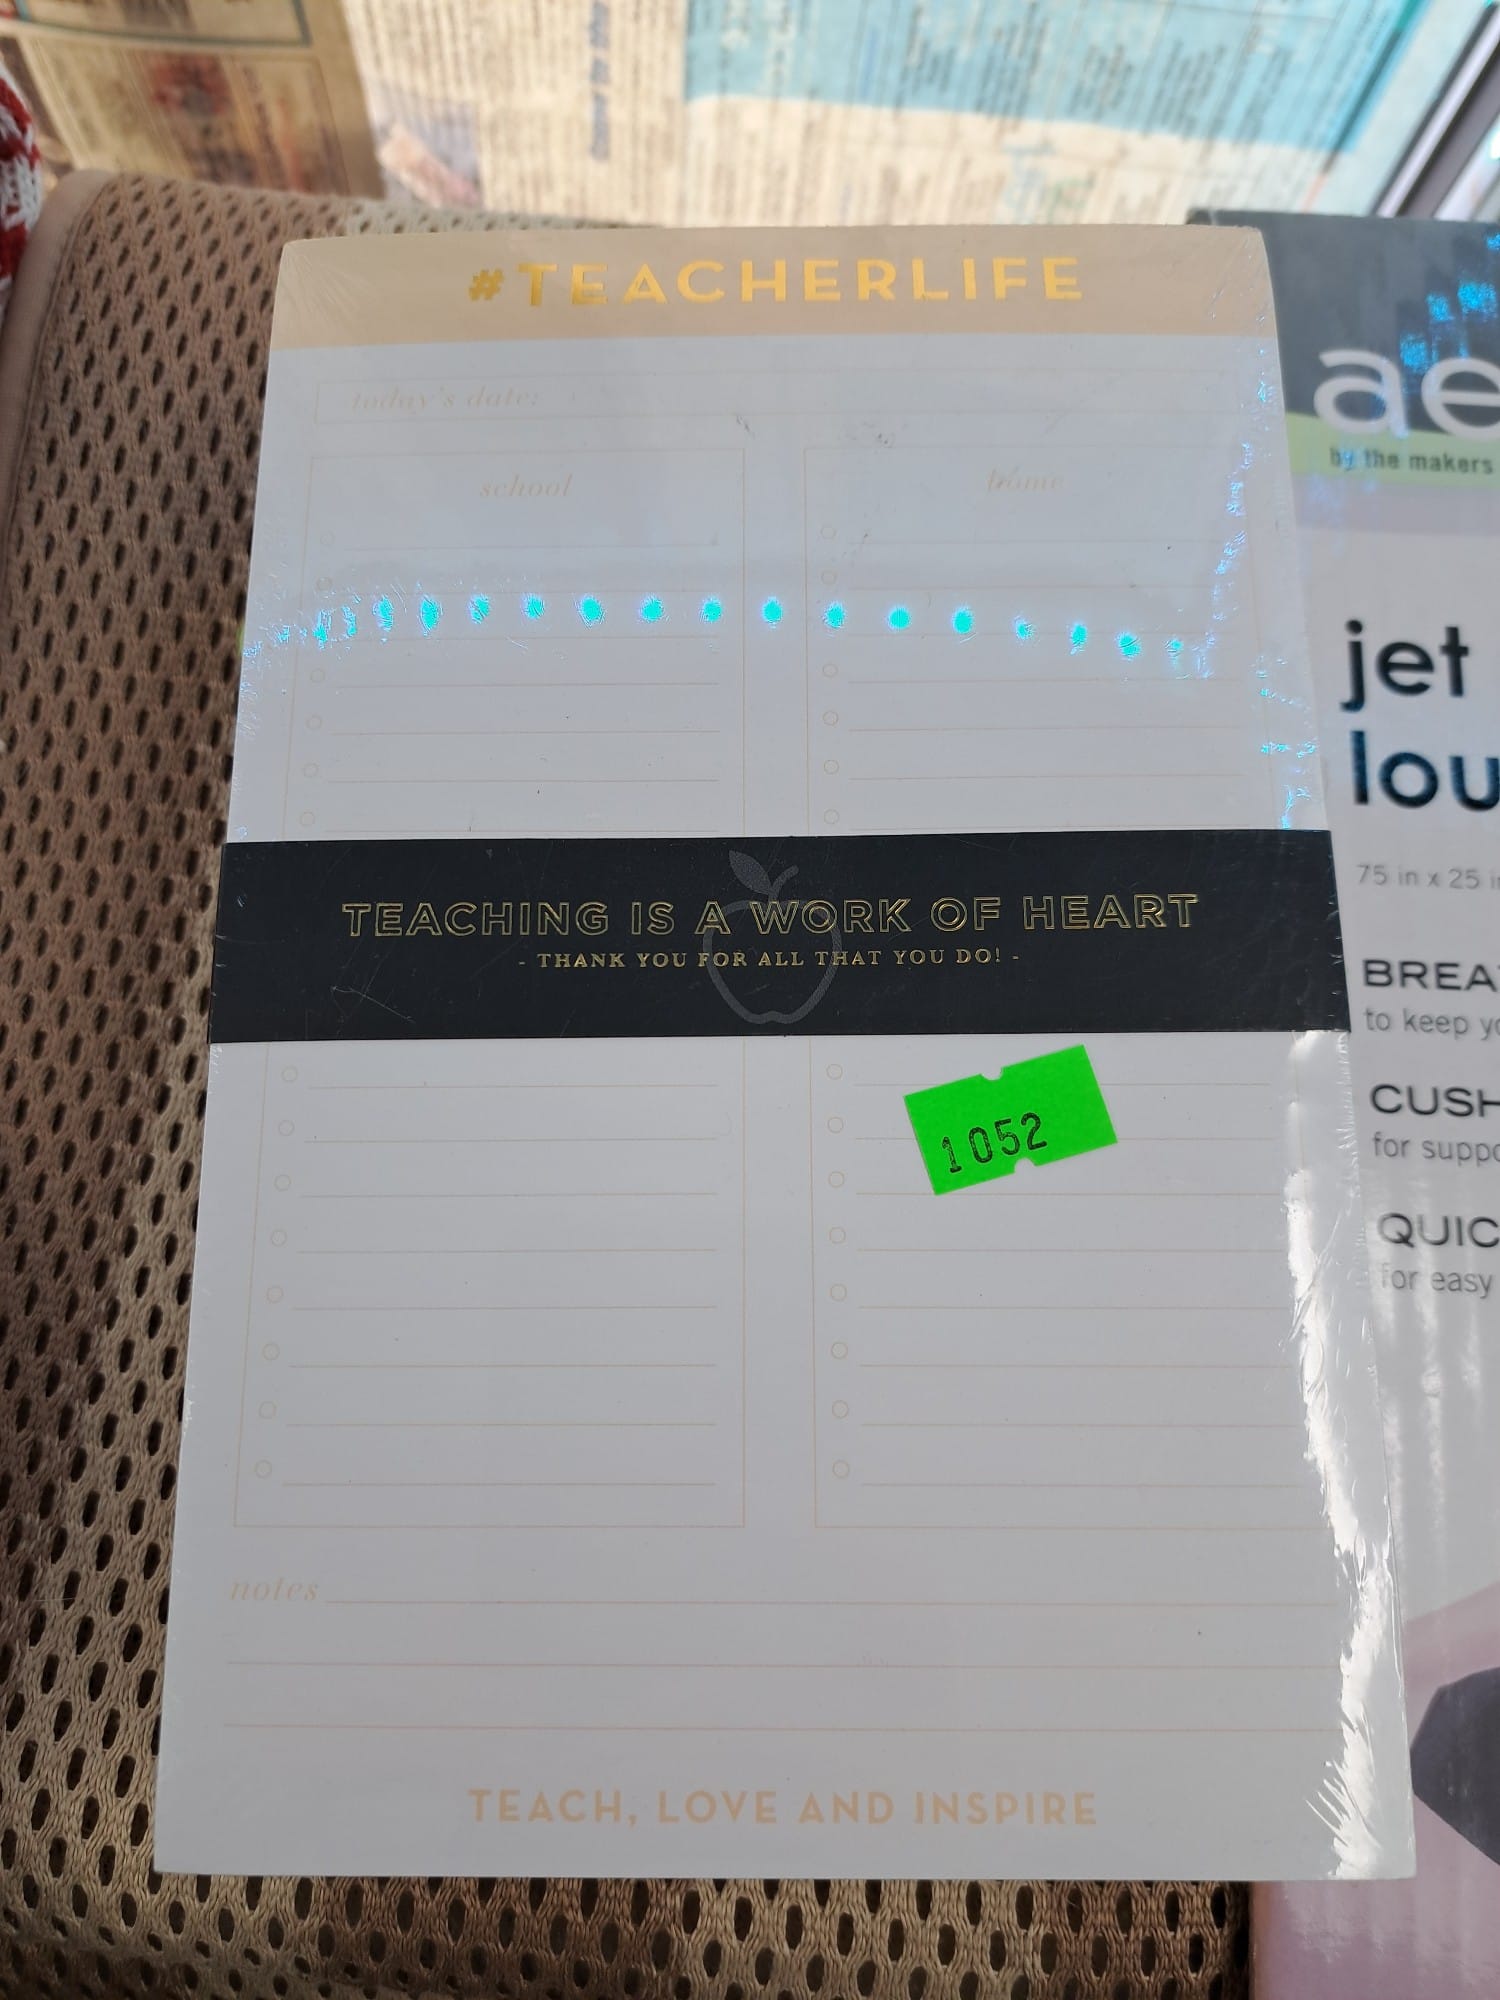 #TEACHERLIFE
today's date:
school
home
TEACHING IS A WORK OF HEART
- THANK YOU FOR ALL THAT YOU DO! -
1052
notes
TEACH, LOVE AND INSPIRE
ae
by the makers
jet
lou
75 in x 25 i
BREA
to keep yo
CUSH
for suppo
QUIC
for easy